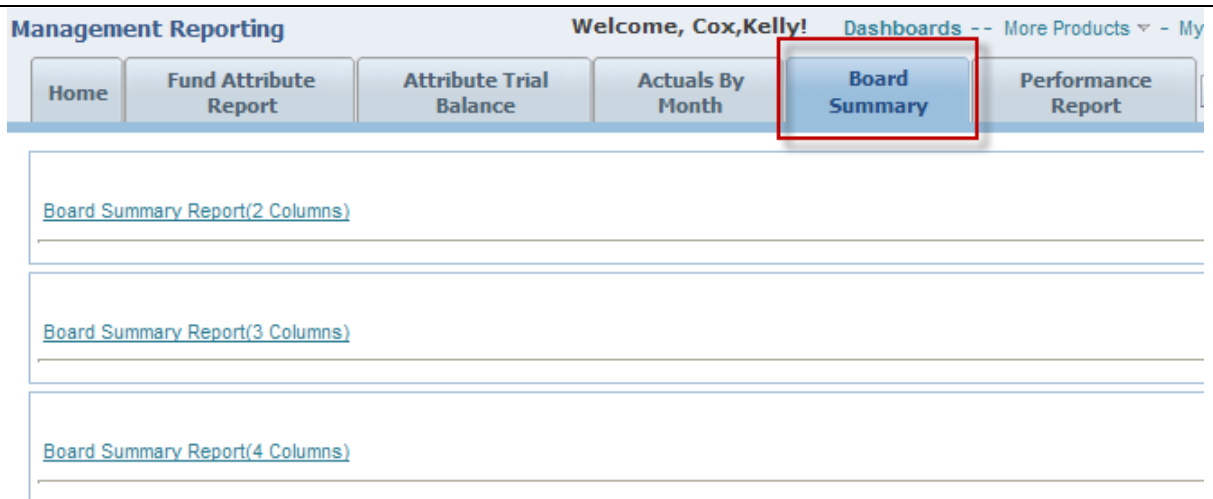 Management Reporting Welcome, Cox,Kelly! Dashboards -- More Products - My
Home Fund Attribute Report Attribute Trial Balance Actuals By Month Board Summary Performance Report
Board Summary Report(2 Columns)
Board Summary Report(3 Columns)
Board Summary Report(4 Columns)